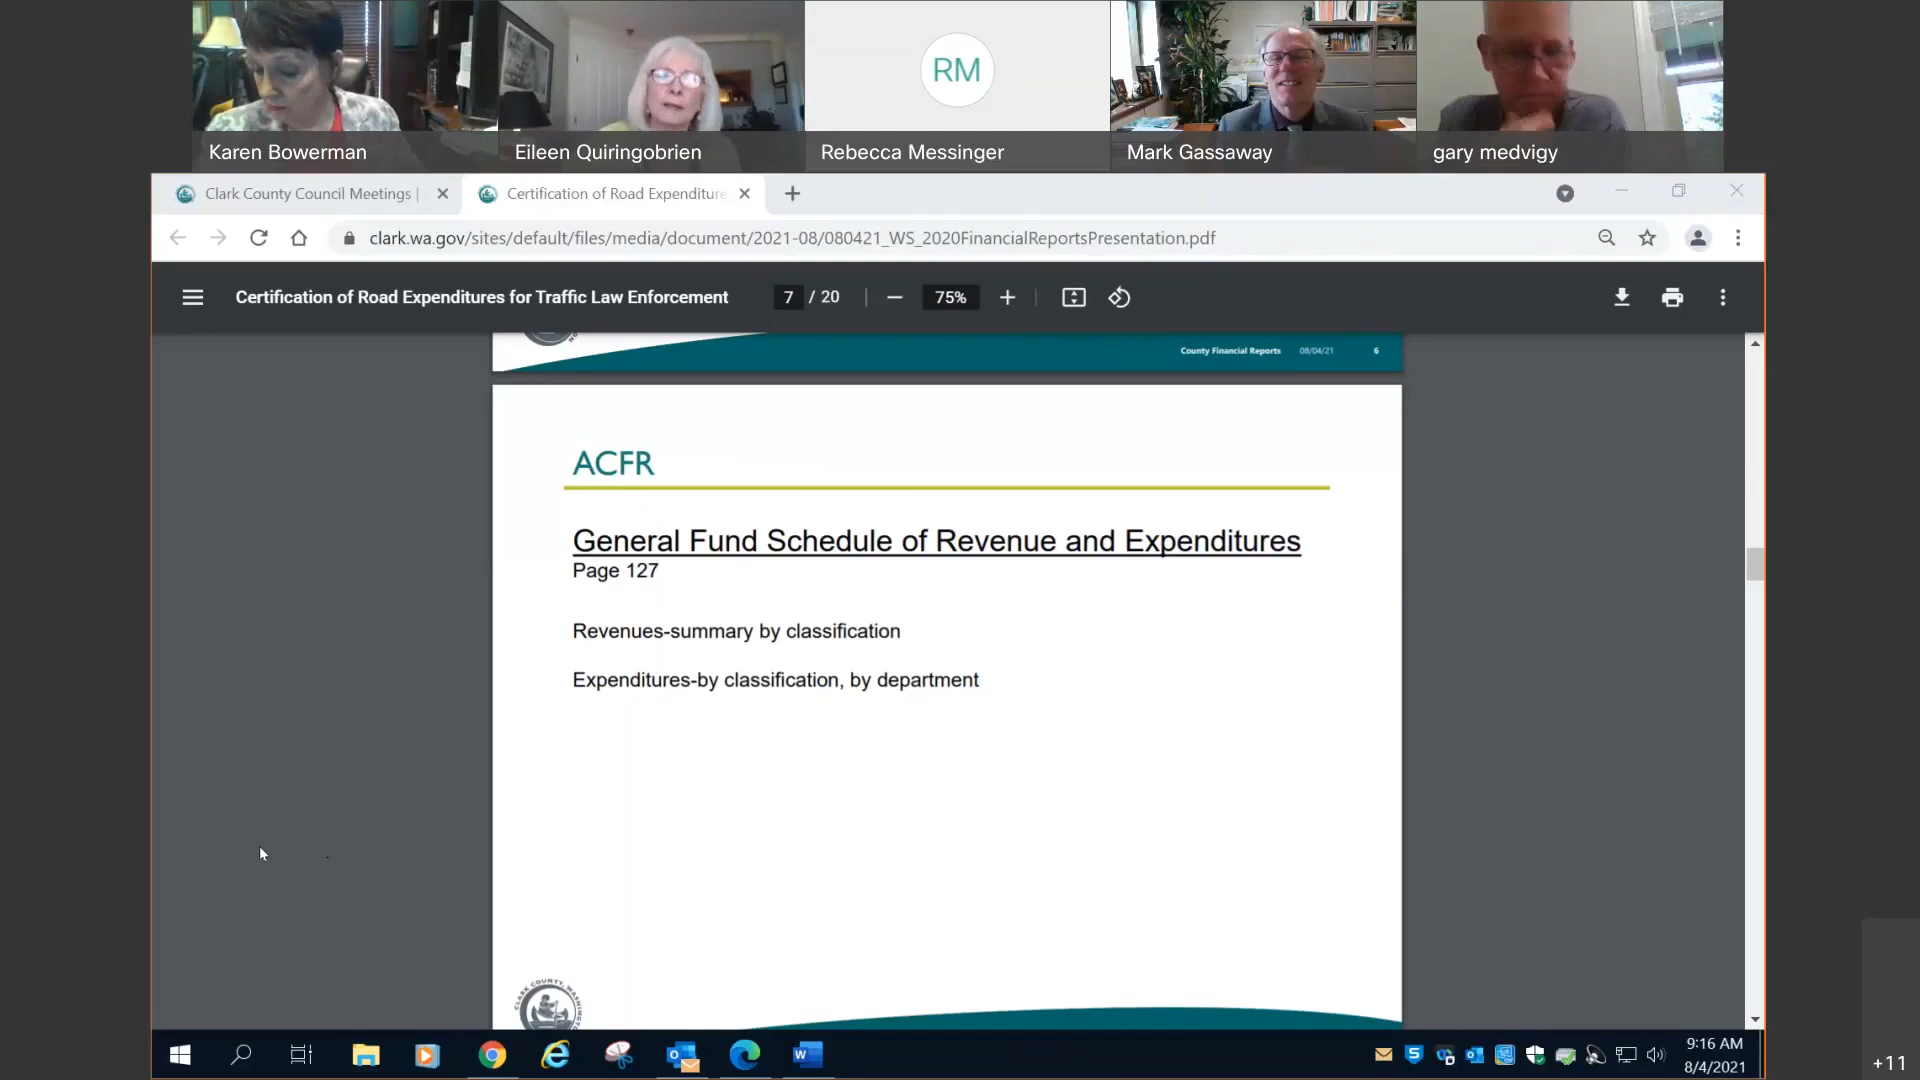 RM
Karen Bowerman
Eileen Quiringobrien
Rebecca Messinger
Mark Gassaway
gary medvigy
Clark County Council Meetings |
Certification of Road Expenditure
clark.wa.gov/sites/default/files/media/document/2021-08/080421_WS_2020FinancialReportsPresentation.pdf
Certification of Road Expenditures for Traffic Law Enforcement
7 / 20
75%
County Financial Reports 08/04/21 6
ACFR
General Fund Schedule of Revenue and Expenditures
Page 127
Revenues-summary by classification
Expenditures-by classification, by department
CLARK COUNTY, WASHINGTON
9:16 AM
8/4/2021
+11